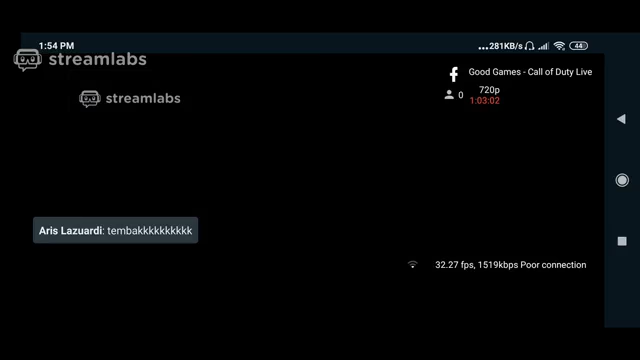 1:54 PM
...281KB/s
44
streamlabs
Good Games - Call of Duty Live
0
720p
1:03:02
streamlabs
Aris Lazuardi: tembakkkkkkkkkk
32.27 fps, 1519kbps Poor connection